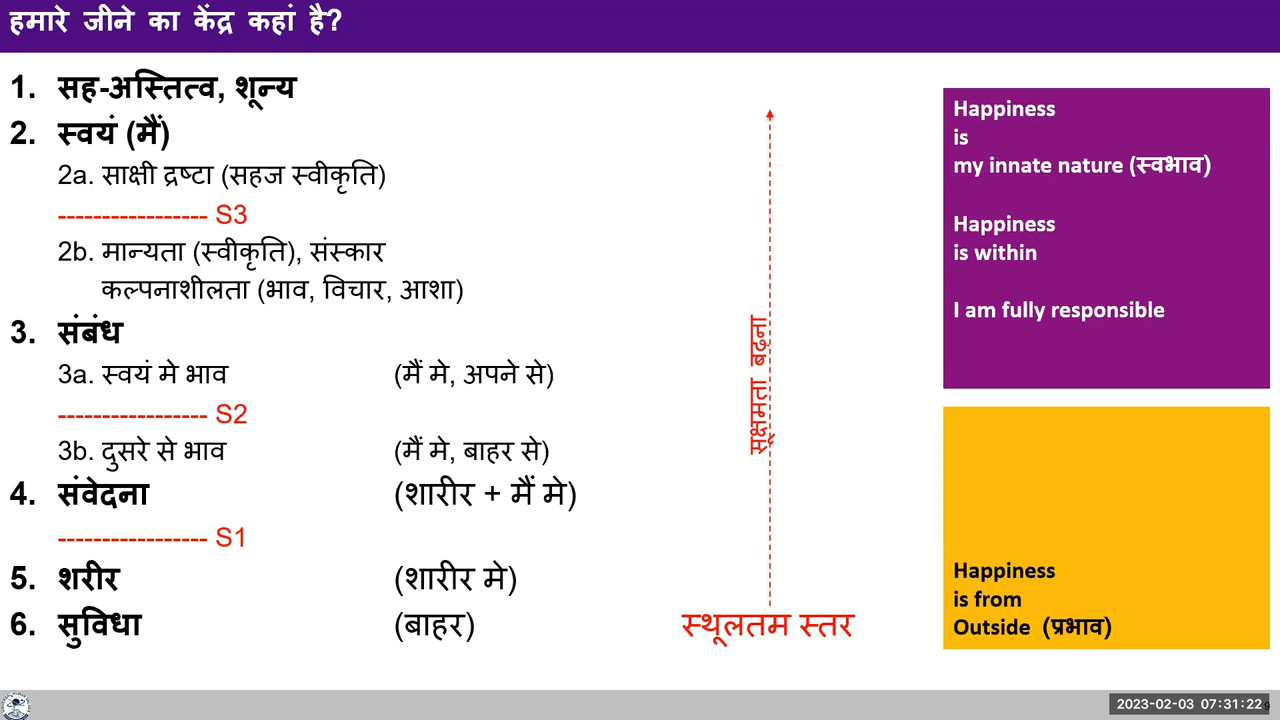 हमारे जीने का केंद्र कहां है?
1. सह-अस्तित्व, शून्य
2. स्वयं (मैं)
2a. साक्षी द्रष्टा (सहज स्वीकृति)
----------------- S3
2b. मान्यता (स्वीकृति), संस्कार
कल्पनाशीलता (भाव, विचार, आशा)
3. संबंध
3a. स्वयं मे भाव (मैं मे, अपने से)
----------------- S2
3b. दुसरे से भाव (मैं मे, बाहर से)
4. संवेदना (शारीर + मैं मे)
----------------- S1
5. शरीर (शारीर मे)
6. सुविधा (बाहर)
सूक्षमता बढ़ना
स्थूलतम स्तर
Happiness
is
my innate nature (स्वभाव)
Happiness
is within
I am fully responsible
Happiness
is from
Outside (प्रभाव)
2023-02-03 07:31:22
9